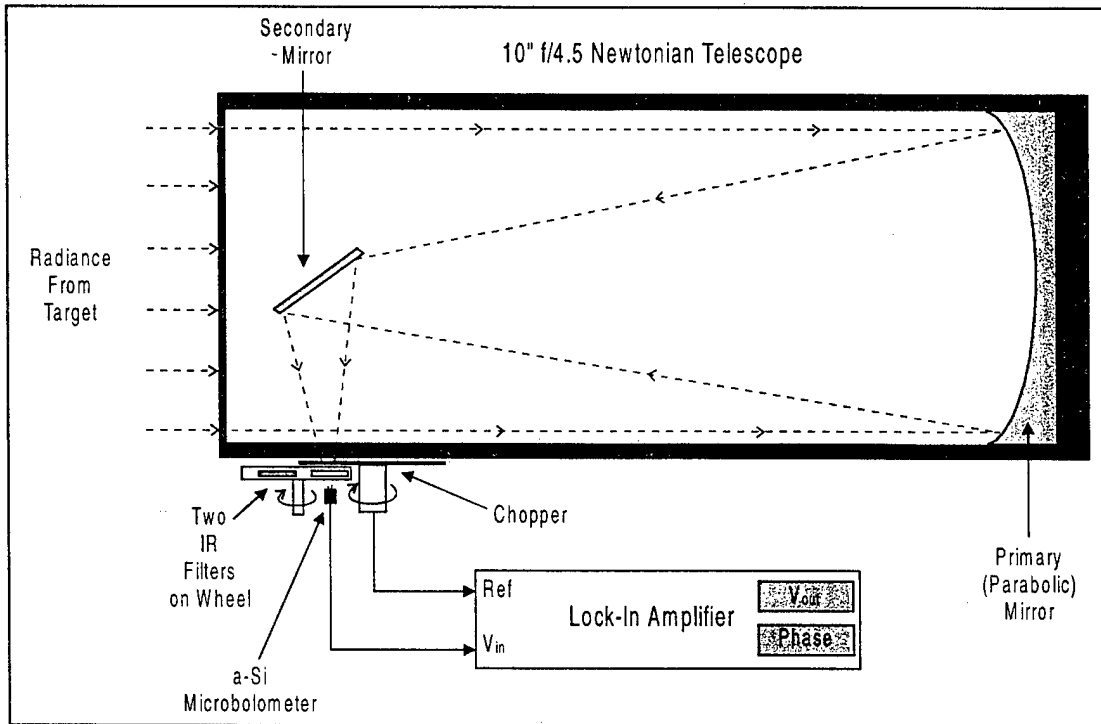 Secondary
-Mirror
10" f/4.5 Newtonian Telescope
Radiance
From
Target
Two
IR
Filters
on Wheel
Chopper
a-Si
Microbolometer
Ref
Vin
Lock-In Amplifier
Vout
Phase
Primary
(Parabolic)
Mirror